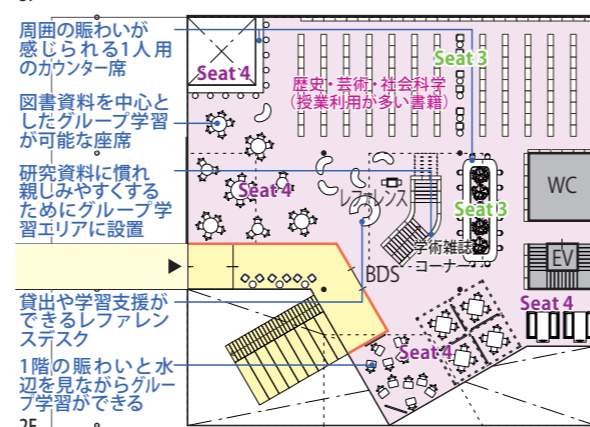 周囲の賑わいが
感じられる1人用
のカウンター席
図書資料を中心と
したグループ学習
が可能な座席
研究資料に慣れ
親しみやすくする
ためにグループ学
習エリアに設置
貸出や学習支援が
できるレファレン
スデスク
1階の賑わいと水
辺を見ながらグルー
プ学習ができる
2F
Seat 4
Seat 3
歴史・芸術・社会科学
(授業利用が多い書籍)
Seat 4
レファレンス
Seat 3
WC
学術雑誌
コーナー
BDS
EV
Seat 4
Seat 4